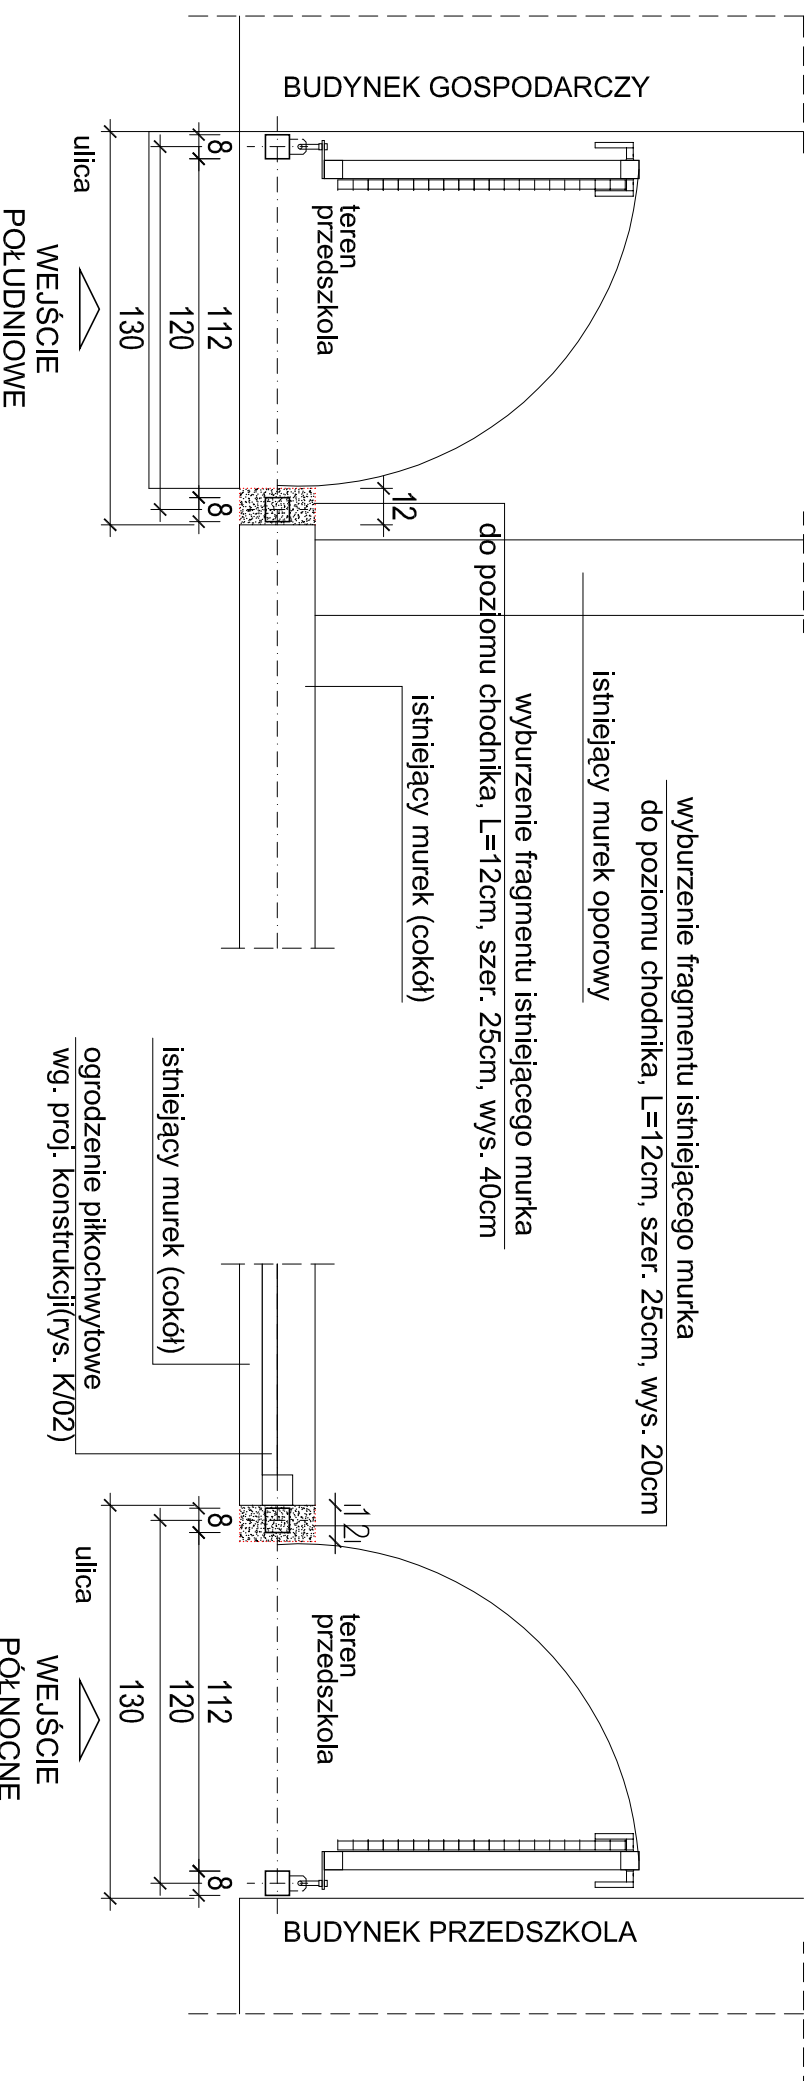 BUDYNEK GOSPODARCZY
8
112
8
120
130
12
ulica
WEJŚCIE
POŁUDNIOWE
teren
przedszkola
wyburzenie fragmentu istniejącego murka
do poziomu chodnika, L=12cm, szer. 25cm, wys. 20cm
istniejący murek oporowy
wyburzenie fragmentu istniejącego murka
do poziomu chodnika, L=12cm, szer. 25cm, wys. 40cm
istniejący murek (cokół)
istniejący murek (cokół)
ogrodzenie piłkochwytowe
wg. proj. konstrukcji(rys. K/02)
12
8
112
8
120
130
ulica
WEJŚCIE
PÓŁNOCNE
teren
przedszkola
BUDYNEK PRZEDSZKOLA